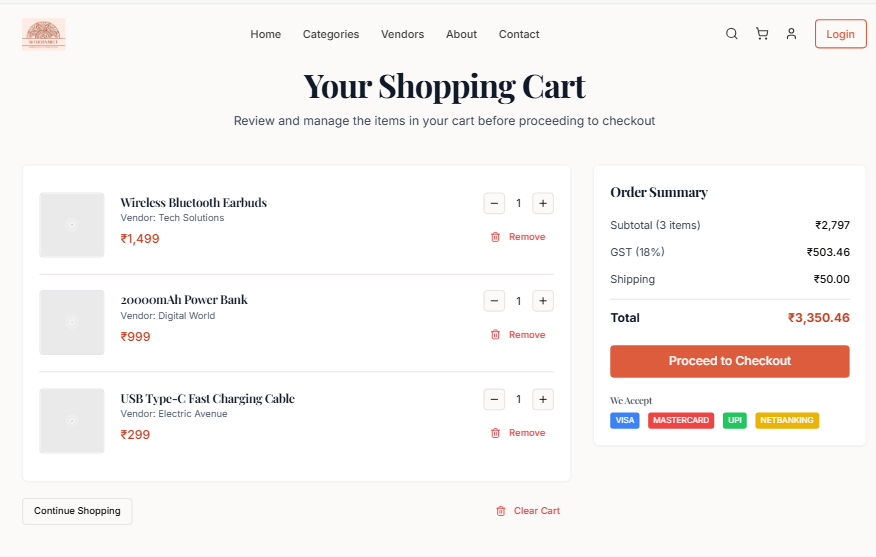 Home Categories Vendors About Contact Login
Your Shopping Cart
Review and manage the items in your cart before proceeding to checkout
Wireless Bluetooth Earbuds
Vendor: Tech Solutions
₹1,499
− 1 +
Remove
20000mAh Power Bank
Vendor: Digital World
₹999
− 1 +
Remove
USB Type-C Fast Charging Cable
Vendor: Electric Avenue
₹299
− 1 +
Remove
Continue Shopping
Clear Cart
Order Summary
Subtotal (3 items) ₹2,797
GST (18%) ₹503.46
Shipping ₹50.00
Total ₹3,350.46
Proceed to Checkout
We Accept
VISA MASTERCARD UPI NETBANKING